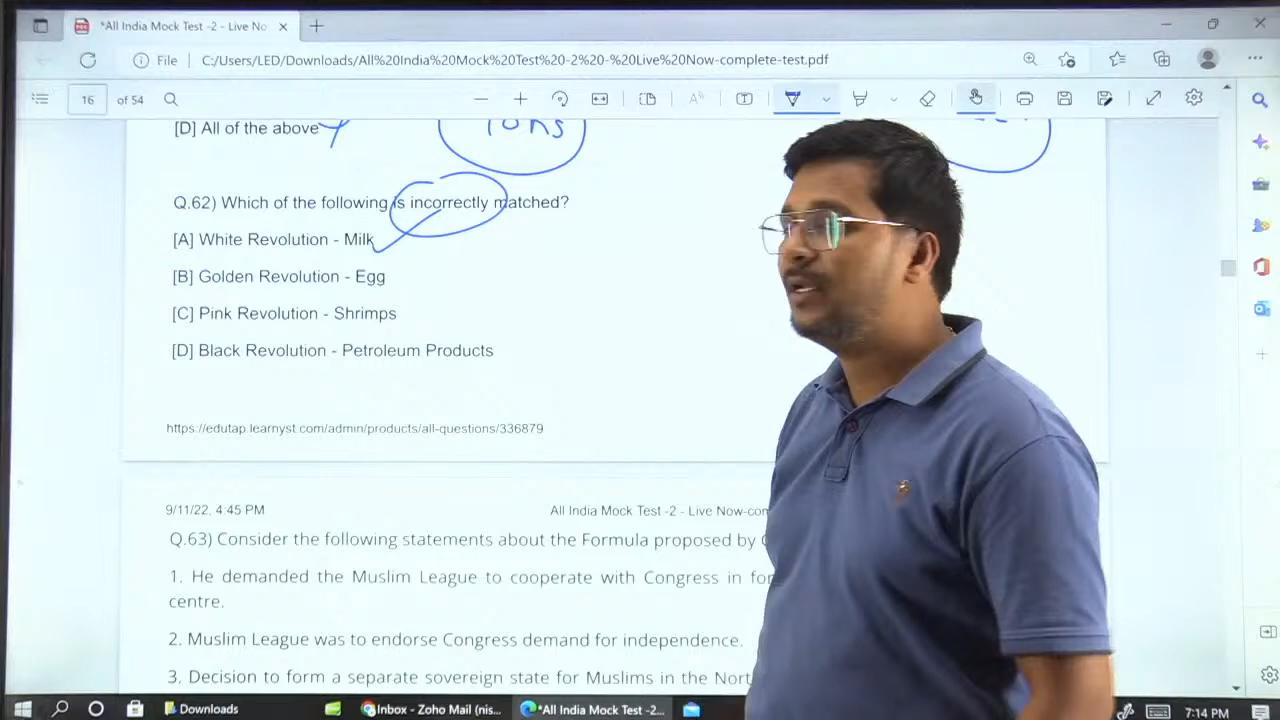 *All India Mock Test -2 - Live No
File
C:/Users/LED/Downloads/All%20India%20Mock%20Test%20-2%20-%20Live%20Now-complete-test.pdf
16 of 54
[D] All of the above
Q.62) Which of the following is incorrectly matched?
[A] White Revolution - Milk
[B] Golden Revolution - Egg
[C] Pink Revolution - Shrimps
[D] Black Revolution - Petroleum Products
https://edutap.learnyst.com/admin/products/all-questions/336879
9/11/22, 4:45 PM All India Mock Test -2 - Live Now-com
Q.63) Consider the following statements about the Formula proposed by
1. He demanded the Muslim League to cooperate with Congress in for
centre.
2. Muslim League was to endorse Congress demand for independence.
3. Decision to form a separate sovereign state for Muslims in the Nort
Downloads Inbox - Zoho Mail (nis... *All India Mock Test -2... 7:14 PM